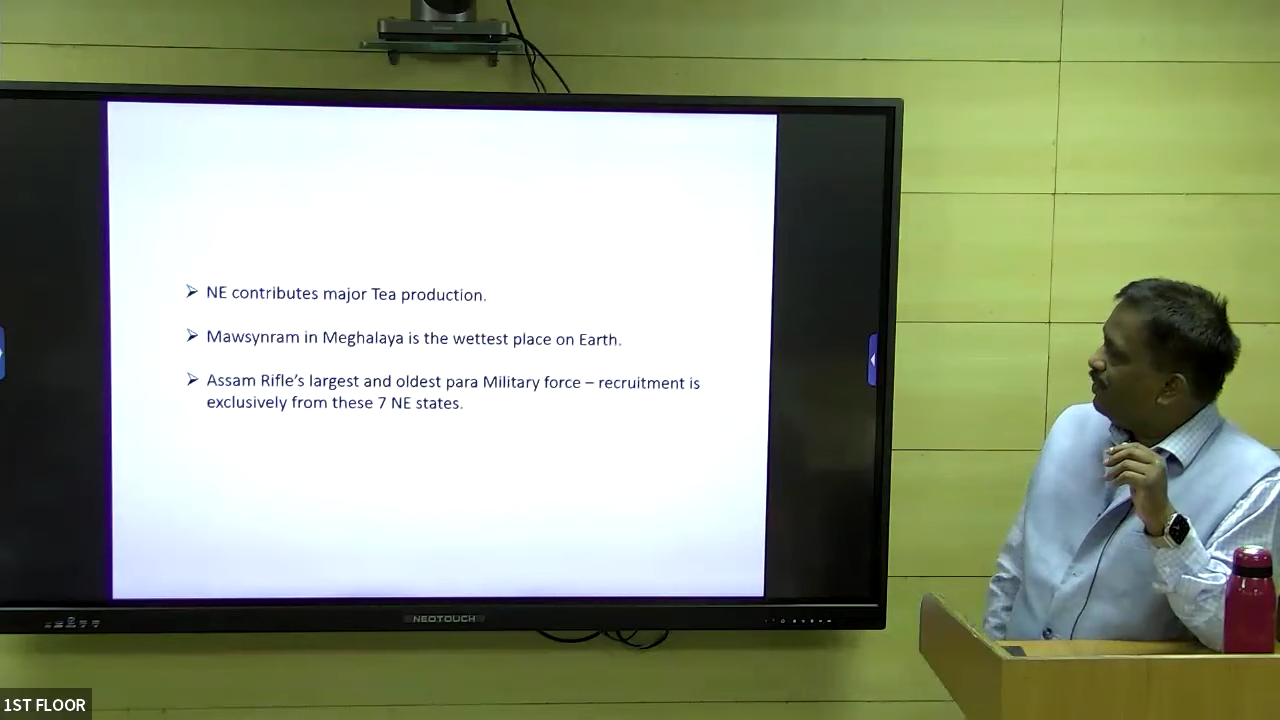 ➢ NE contributes major Tea production.
➢ Mawsynram in Meghalaya is the wettest place on Earth.
➢ Assam Rifle's largest and oldest para Military force – recruitment is
exclusively from these 7 NE states.
NEOTOUCH
1ST FLOOR